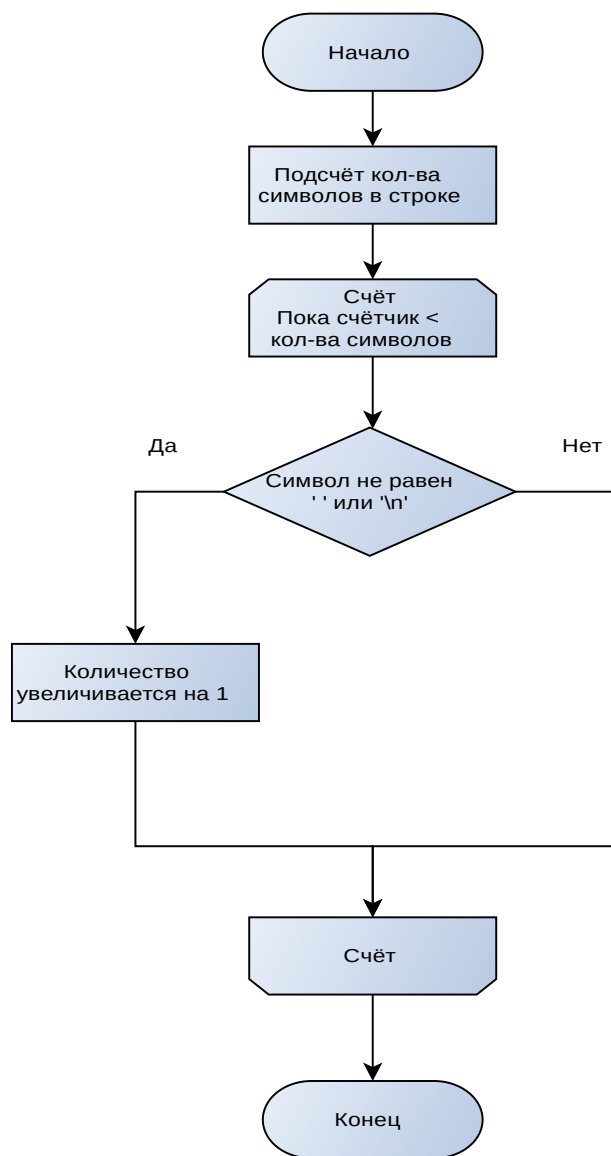 Начало
Подсчёт кол-ва
символов в строке
Счёт
Пока счётчик <
кол-ва символов
Да
Нет
Символ не равен
' ' или '\n'
Количество
увеличивается на 1
Счёт
Конец